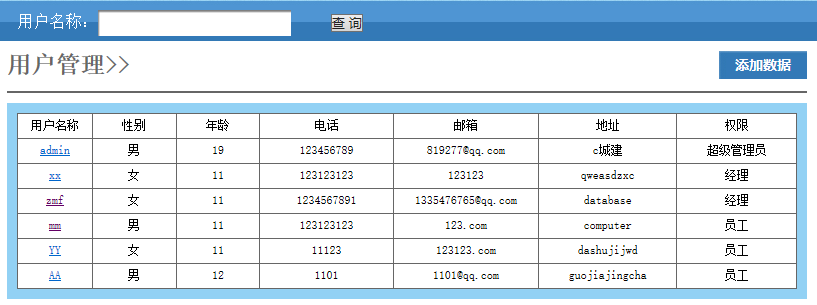 用户名称： 查 询
用户管理>> 添加数据
用户名称 性别 年龄 电话 邮箱 地址 权限
admin 男 19 123456789 819277@qq.com c城建 超级管理员
xx 女 11 123123123 123123 qweasdzxc 经理
zmf 女 11 1234567891 1335476765@qq.com database 经理
mm 男 11 123123123 123.com computer 员工
YY 女 11 11123 123123.com dashujijwd 员工
AA 男 12 1101 1101@qq.com guojiajingcha 员工